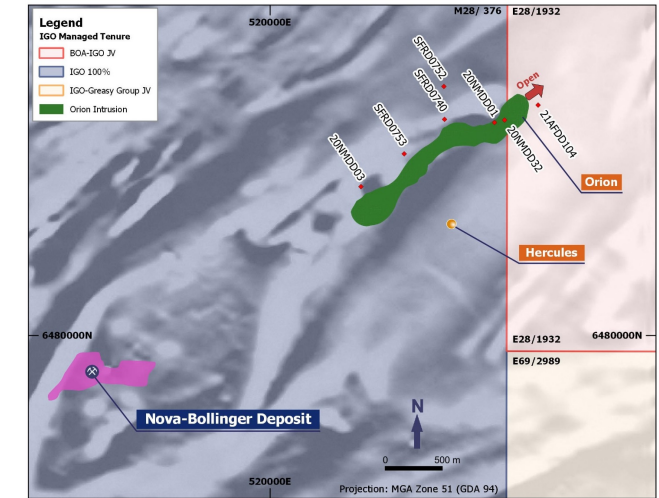 520000E
M28/ 376
E28/1932
Legend
IGO Managed Tenure
BOA-IGO JV
IGO 100%
IGO-Greasy Group JV
Orion Intrusion
SFRD0752
SFRD0740
20NMDD01
Open
SFRD0753
21AFDD104
20NMDD32
20NMDD03
Orion
Hercules
6480000N
E28/1932
6480000N
E69/2989
Nova-Bollinger Deposit
N
0
500 m
520000E
Projection: MGA Zone 51 (GDA 94)